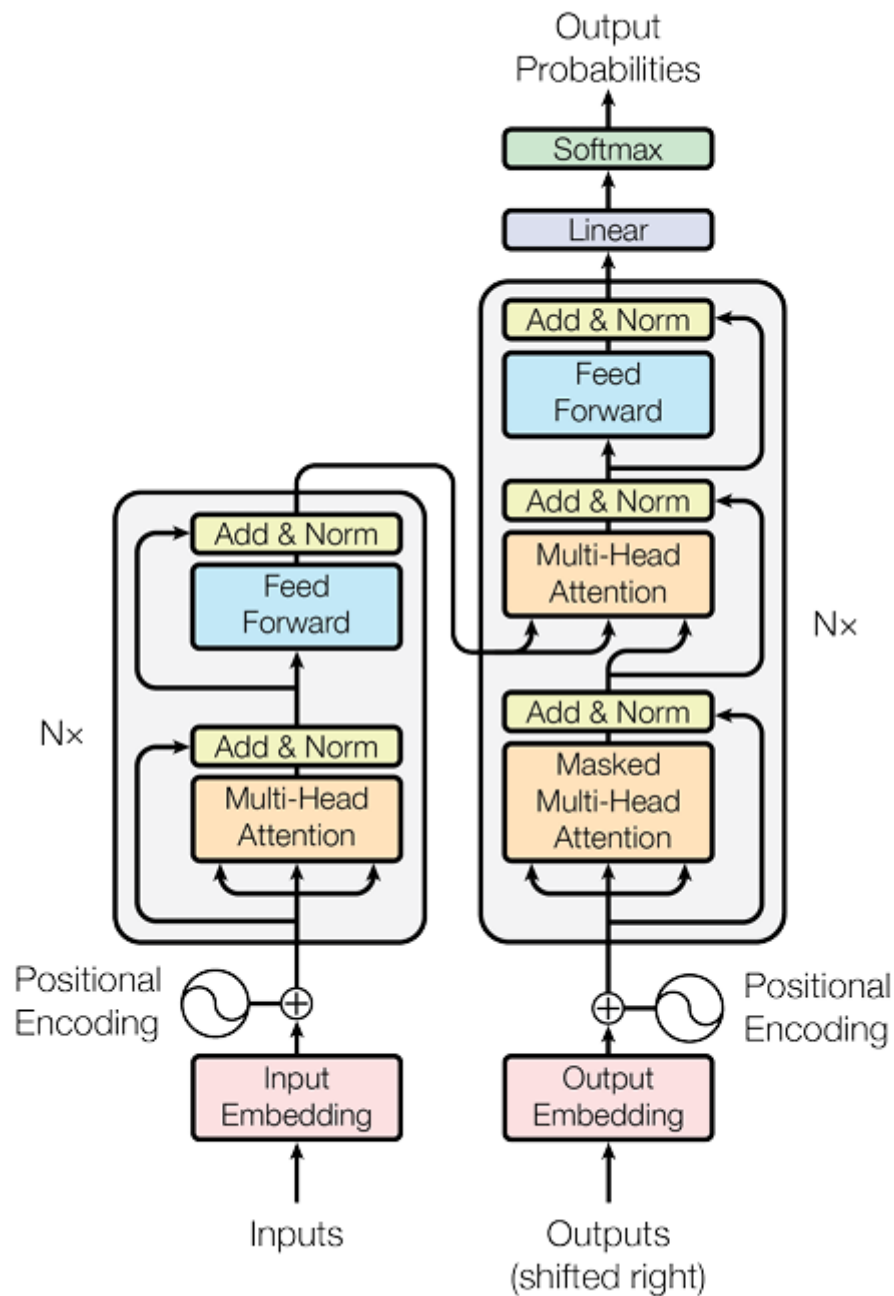 Output
Probabilities
Softmax
Linear
Add & Norm
Feed
Forward
Add & Norm
Multi-Head
Attention
Add & Norm
Masked
Multi-Head
Attention
N×
Add & Norm
Feed
Forward
Add & Norm
Multi-Head
Attention
N×
Positional
Encoding
Positional
Encoding
Input
Embedding
Output
Embedding
Inputs
Outputs
(shifted right)